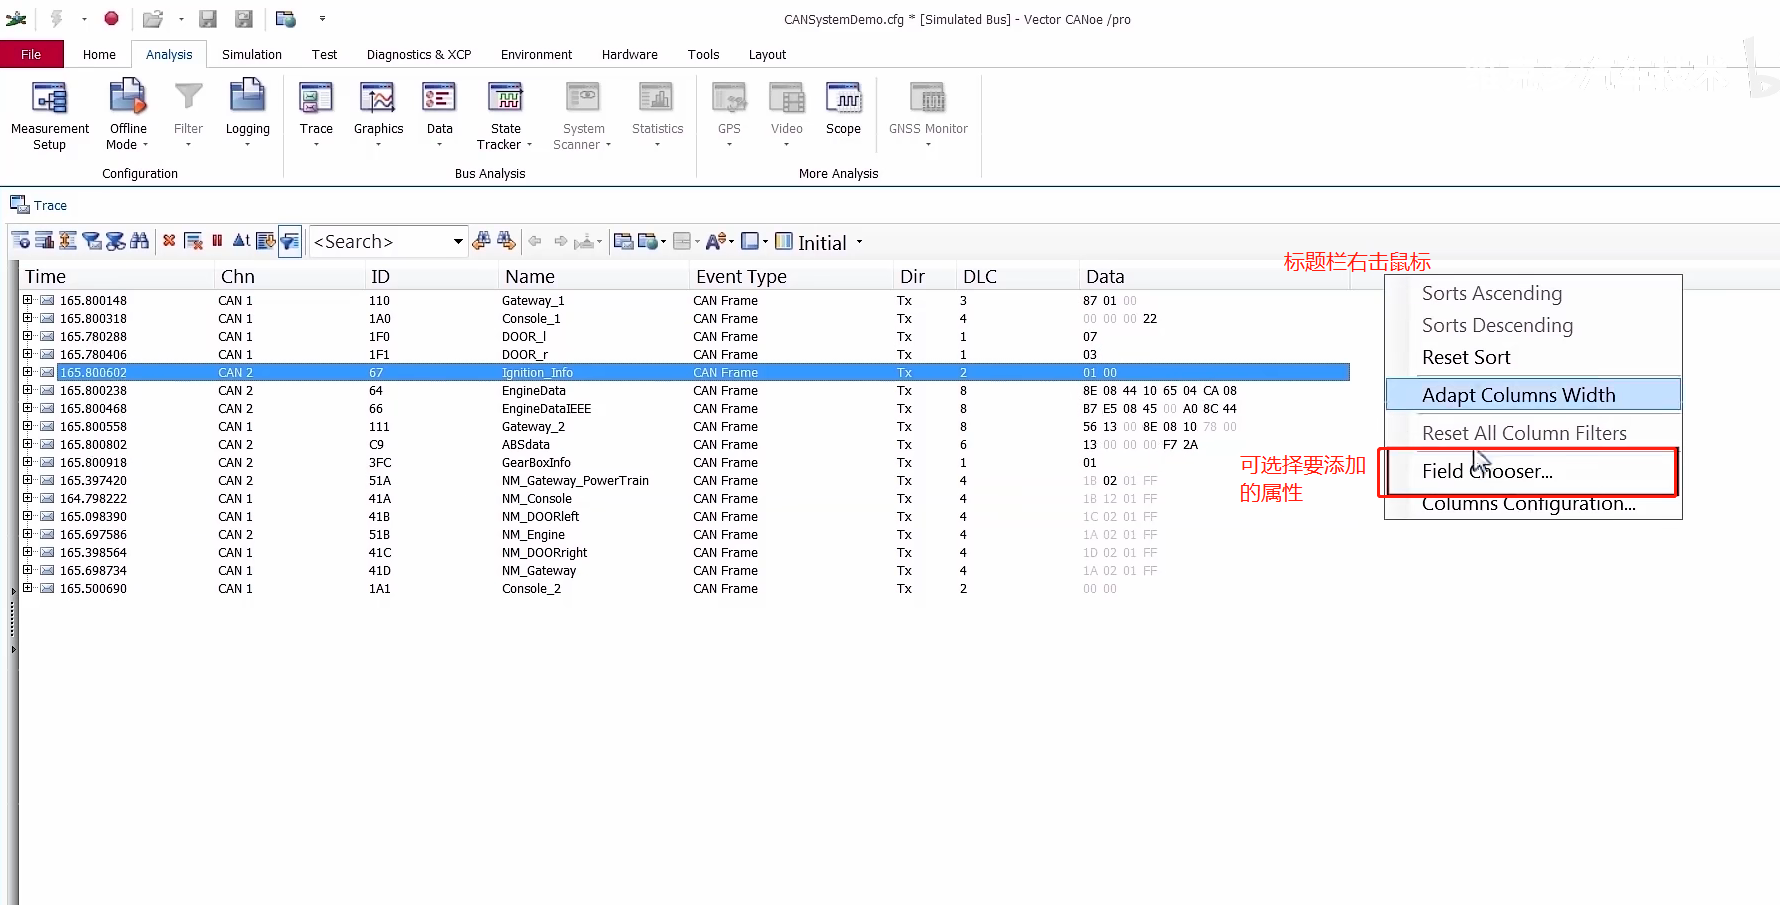 CANSystemDemo.cfg * [Simulated Bus] - Vector CANoe /pro
File Home Analysis Simulation Test Diagnostics & XCP Environment Hardware Tools Layout
Measurement Setup Offline Mode Filter Logging Trace Graphics Data State Tracker System Scanner Statistics GPS Video Scope GNSS Monitor
Configuration Bus Analysis More Analysis
Trace
<Search> Initial
标题栏右击鼠标
Time Chn ID Name Event Type Dir DLC Data
165.800148 CAN 1 110 Gateway_1 CAN Frame Tx 3 87 01 00
165.800318 CAN 1 1A0 Console_1 CAN Frame Tx 4 00 00 00 22
165.780288 CAN 1 1F0 DOOR_l CAN Frame Tx 1 07
165.780406 CAN 1 1F1 DOOR_r CAN Frame Tx 1 03
165.800602 CAN 2 67 Ignition_Info CAN Frame Tx 2 01 00
165.800238 CAN 2 64 EngineData CAN Frame Tx 8 8E 08 44 10 65 04 CA 08
165.800468 CAN 2 66 EngineDataIEEE CAN Frame Tx 8 B7 E5 08 45 00 A0 8C 44
165.800558 CAN 1 111 Gateway_2 CAN Frame Tx 8 56 13 00 8E 08 10 78 00
165.800802 CAN 2 C9 ABSdata CAN Frame Tx 6 13 00 00 00 F7 2A
165.800918 CAN 2 3FC GearBoxInfo CAN Frame Tx 1 01
165.397420 CAN 2 51A NM_Gateway_PowerTrain CAN Frame Tx 4 1B 02 01 FF
164.798222 CAN 1 41A NM_Console CAN Frame Tx 4 1B 12 01 FF
165.098390 CAN 1 41B NM_DOORleft CAN Frame Tx 4 1C 02 01 FF
165.697586 CAN 2 51B NM_Engine CAN Frame Tx 4 1A 02 01 FF
165.398564 CAN 1 41C NM_DOORright CAN Frame Tx 4 1D 02 01 FF
165.698734 CAN 1 41D NM_Gateway CAN Frame Tx 4 1A 02 01 FF
165.500690 CAN 1 1A1 Console_2 CAN Frame Tx 2 00 00
Sorts Ascending
Sorts Descending
Reset Sort
Adapt Columns Width
Reset All Column Filters
Field Chooser...
Columns Configuration...
可选择要添加
的属性